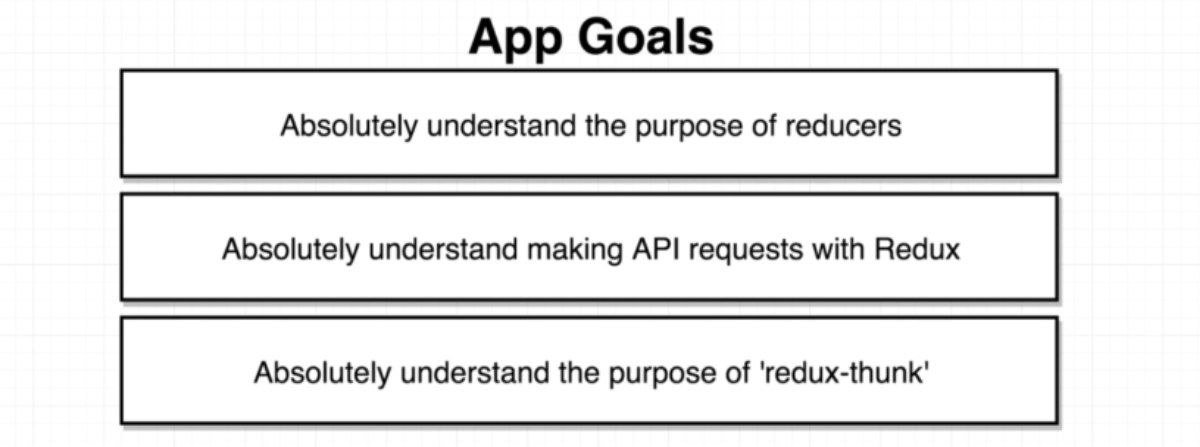 App Goals
Absolutely understand the purpose of reducers
Absolutely understand making API requests with Redux
Absolutely understand the purpose of 'redux-thunk'